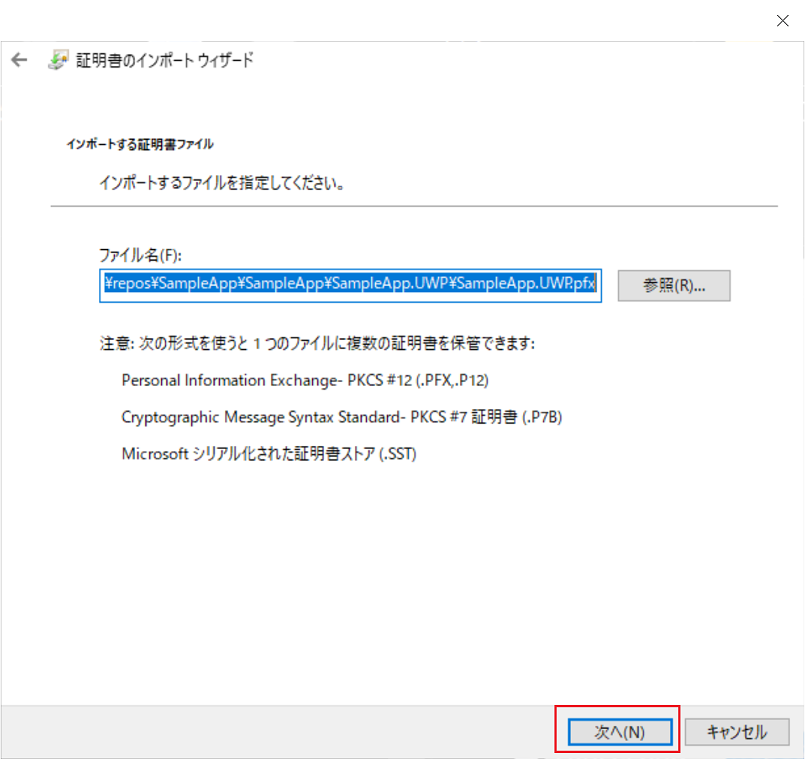 証明書のインポート ウィザード
インポートする証明書ファイル
インポートするファイルを指定してください。
ファイル名(F):
¥repos¥SampleApp¥SampleApp¥SampleApp.UWP¥SampleApp.UWP.pfx
参照(R)...
注意: 次の形式を使うと 1 つのファイルに複数の証明書を保管できます:
Personal Information Exchange- PKCS #12 (.PFX,.P12)
Cryptographic Message Syntax Standard- PKCS #7 証明書 (.P7B)
Microsoft シリアル化された証明書ストア (.SST)
次へ(N)
キャンセル